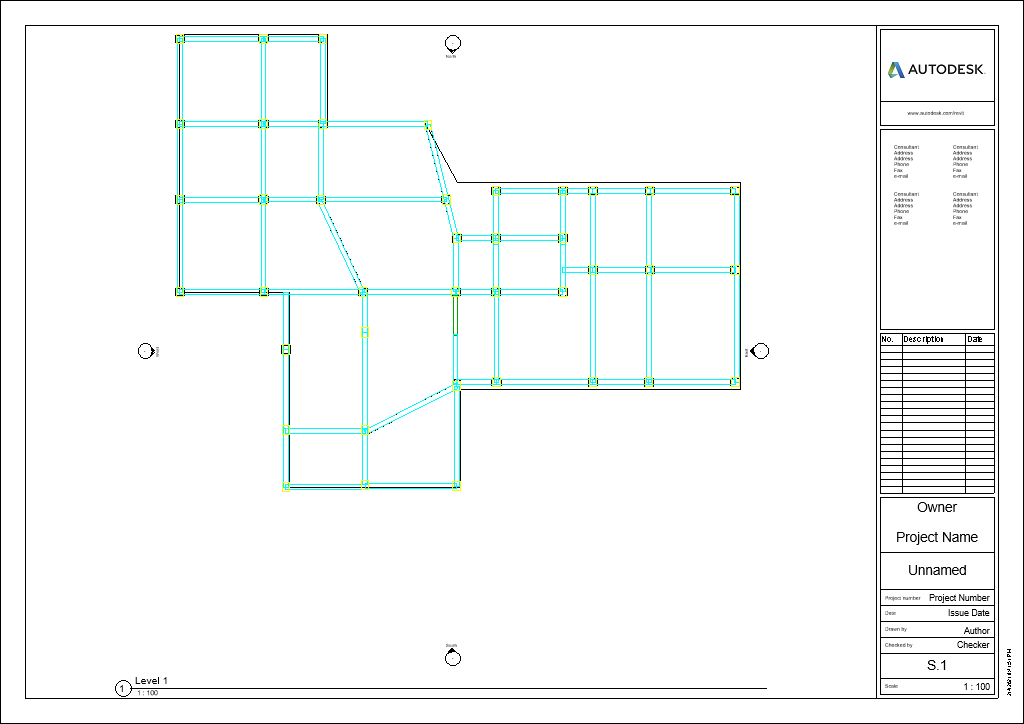 North
West
East
South
1
Level 1
1 : 100
AUTODESK.
www.autodesk.com/revit
Consultant
Address
Address
Phone
Fax
e-mail
Consultant
Address
Address
Phone
Fax
e-mail
Consultant
Address
Address
Phone
Fax
e-mail
Consultant
Address
Address
Phone
Fax
e-mail
No. Description Date
Owner
Project Name
Unnamed
Project number Project Number
Date Issue Date
Drawn by Author
Checked by Checker
S.1
Scale 1 : 100